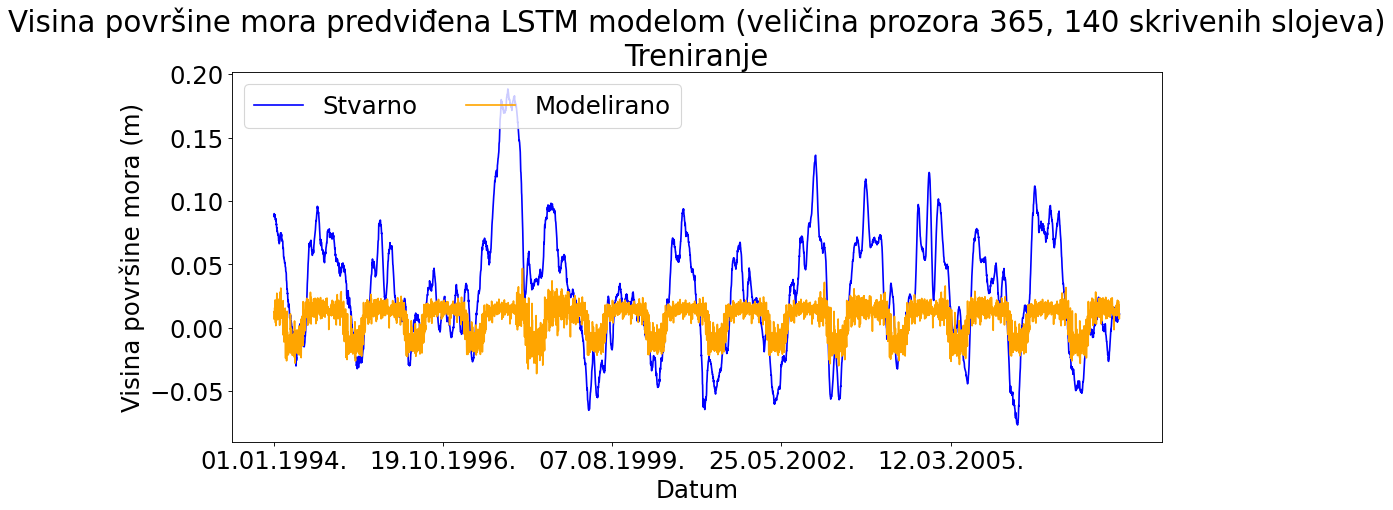 Visina površine mora predviđena LSTM modelom (veličina prozora 365, 140 skrivenih slojeva)
Treniranje
Stvarno Modelirano
Visina površine mora (m)
0.20
0.15
0.10
0.05
0.00
−0.05
01.01.1994. 19.10.1996. 07.08.1999. 25.05.2002. 12.03.2005.
Datum